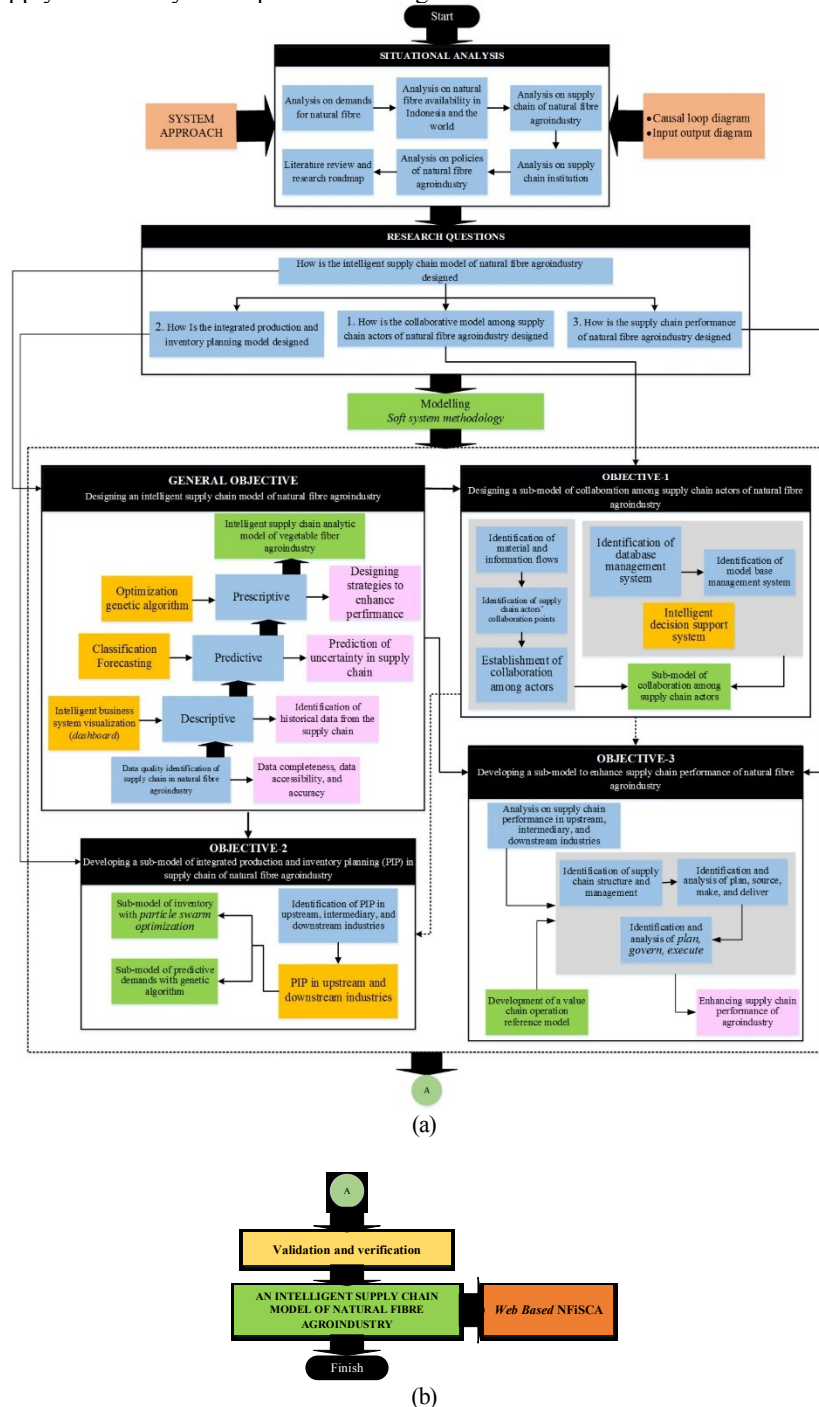 Start
SITUATIONAL ANALYSIS
Analysis on demands
for natural fibre
Analysis on natural
fibre availability in
Indonesia and the
world
Analysis on supply
chain of natural fibre
agroindustry
Literature review and
research roadmap
Analysis on policies
of natural fibre
agroindustry
Analysis on supply
chain institution
SYSTEM
APPROACH
●Causal loop diagram
●Input output diagram
RESEARCH QUESTIONS
How is the intelligent supply chain model of natural fibre agroindustry
designed
2. How Is the integrated production and
inventory planning model designed
1. How is the collaborative model among supply
chain actors of natural fibre agroindustry designed
3. How is the supply chain performance
of natural fibre agroindustry designed
Modelling
Soft system methodology
GENERAL OBJECTIVE
Designing an intelligent supply chain model of natural fibre agroindustry
Intelligent supply chain analytic
model of vegetable fiber
agroindustry
Optimization
genetic algorithm
Prescriptive
Designing
strategies to
enhance
perfirmance
Classification
Forecasting
Predictive
Prediction of
uncertainty in supply
chain
Intelligent business
system visualization
(dashboard)
Descriptive
Identification of
historical data from the
supply chain
Data quality identification of
supply chain in natural fibre
agroindustry
Data completeness, data
accessibility, and
accuracy
OBJECTIVE-1
Designing a sub-model of collaboration among supply chain actors of natural fibre
agroindustry
Identification of
material and
information flows
Identification of supply
chain actors'
collaboration points
Establishment of
collaboration
among actors
Identification of
database
management
system
Identification of
model base
management system
Intelligent
decision support
system
Sub-model of
collaboration among
supply chain actors
OBJECTIVE-2
Developing a sub-model of integrated production and inventory planning (PIP) in
supply chain of natural fibre agroindustry
Sub-model of inventory
with particle swarm
optimization
Identification of PIP in
upstream, intermediary, and
downstream industries
Sub-model of predictive
demands with genetic
algorithm
PIP in upstream and
downstream industries
OBJECTIVE-3
Developing a sub-model to enhance supply chain performance of natural fibre
agroindustry
Analysis on supply chain
performance in upstream,
intermediary, and
downstream industries
Identification of supply
chain structure and
management
Identification and
analysis of plan, source,
make, and deliver
Identification and
analysis of plan,
govern, execute
Development of a value
chain operation
reference model
Enhancing supply chain
performance of
agroindustry
A
(a)
A
Validation and verification
AN INTELLIGENT SUPPLY CHAIN
MODEL OF NATURAL FIBRE
AGROINDUSTRY
Web Based NFiSCA
Finish
(b)